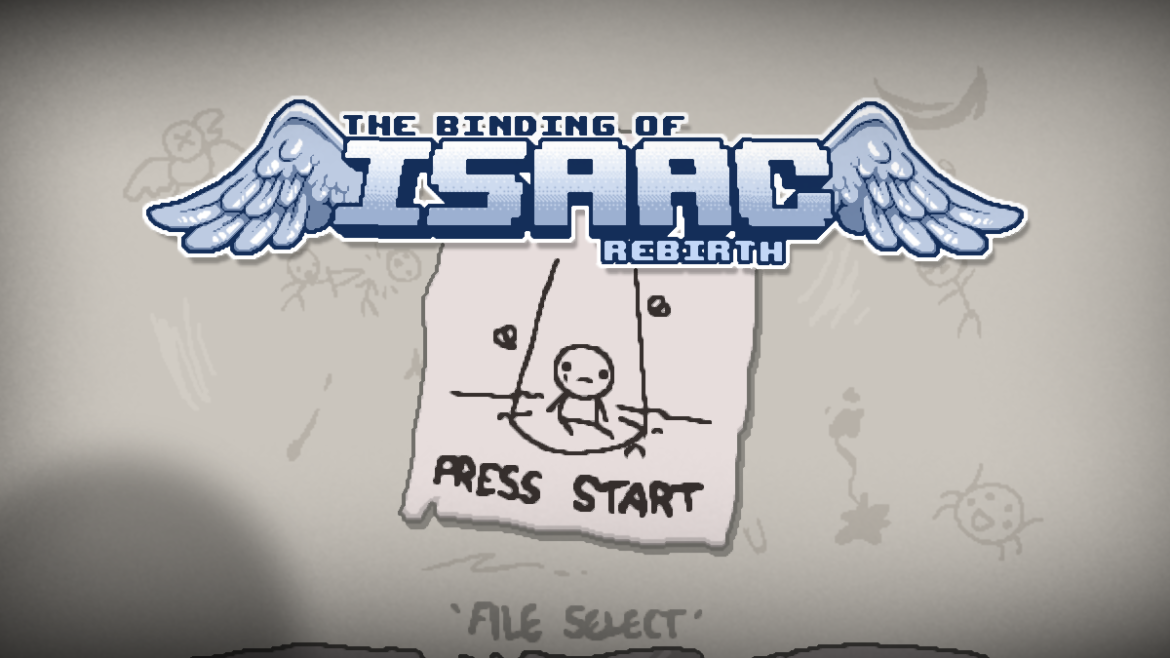 THE BINDING OF
ISAAC
REBIRTH
PRESS START
'FILE SELECT'